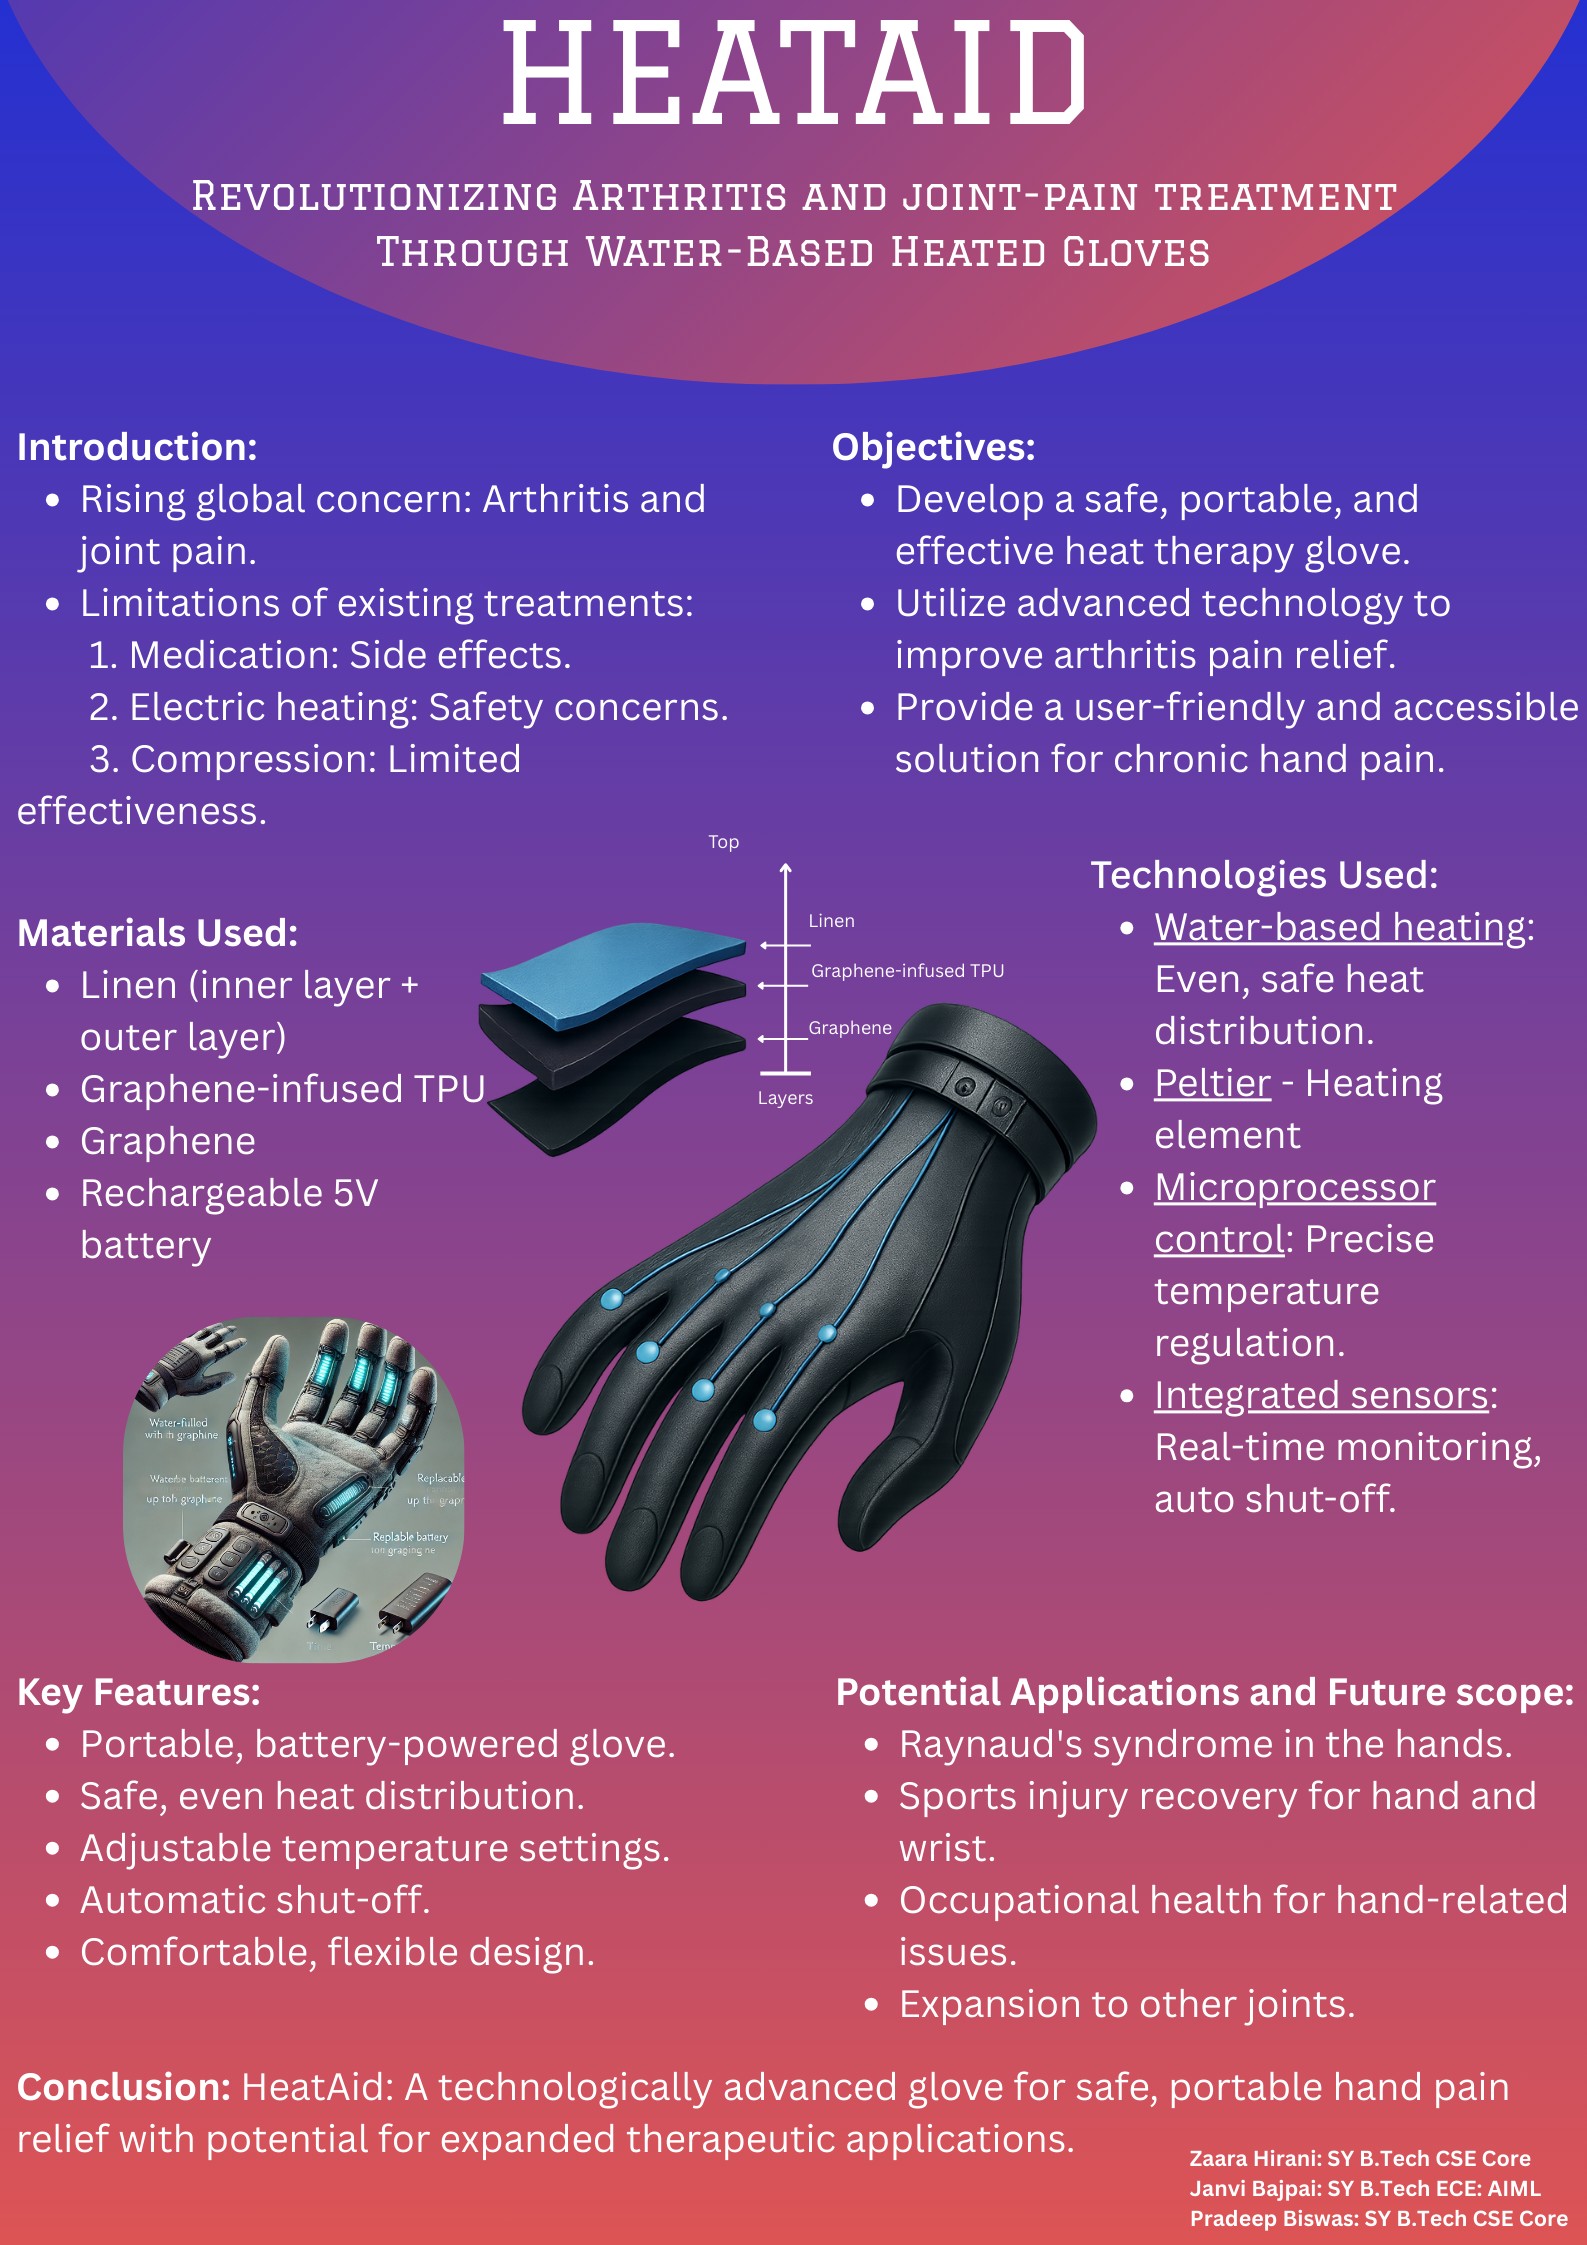 HEATAID
Revolutionizing Arthritis and joint-pain treatment
Through Water-Based Heated Gloves
Introduction:
• Rising global concern: Arthritis and
joint pain.
• Limitations of existing treatments:
1. Medication: Side effects.
2. Electric heating: Safety concerns.
3. Compression: Limited
effectiveness.
Objectives:
• Develop a safe, portable, and
effective heat therapy glove.
• Utilize advanced technology to
improve arthritis pain relief.
• Provide a user-friendly and accessible
solution for chronic hand pain.
Materials Used:
• Linen (inner layer +
outer layer)
• Graphene-infused TPU
• Graphene
• Rechargeable 5V
battery
Top
Linen
Graphene-infused TPU
Graphene
Layers
Technologies Used:
• Water-based heating:
Even, safe heat
distribution.
• Peltier - Heating
element
• Microprocessor
control: Precise
temperature
regulation.
• Integrated sensors:
Real-time monitoring,
auto shut-off.
Water-filled
up
Replacable
up
Replable battery
Key Features:
• Portable, battery-powered glove.
• Safe, even heat distribution.
• Adjustable temperature settings.
• Automatic shut-off.
• Comfortable, flexible design.
Potential Applications and Future scope:
• Raynaud's syndrome in the hands.
• Sports injury recovery for hand and
wrist.
• Occupational health for hand-related
issues.
• Expansion to other joints.
Conclusion: HeatAid: A technologically advanced glove for safe, portable hand pain
relief with potential for expanded therapeutic applications.
Zaara Hirani: SY B.Tech CSE Core
Janvi Bajpai: SY B.Tech ECE: AIML
Pradeep Biswas: SY B.Tech CSE Core